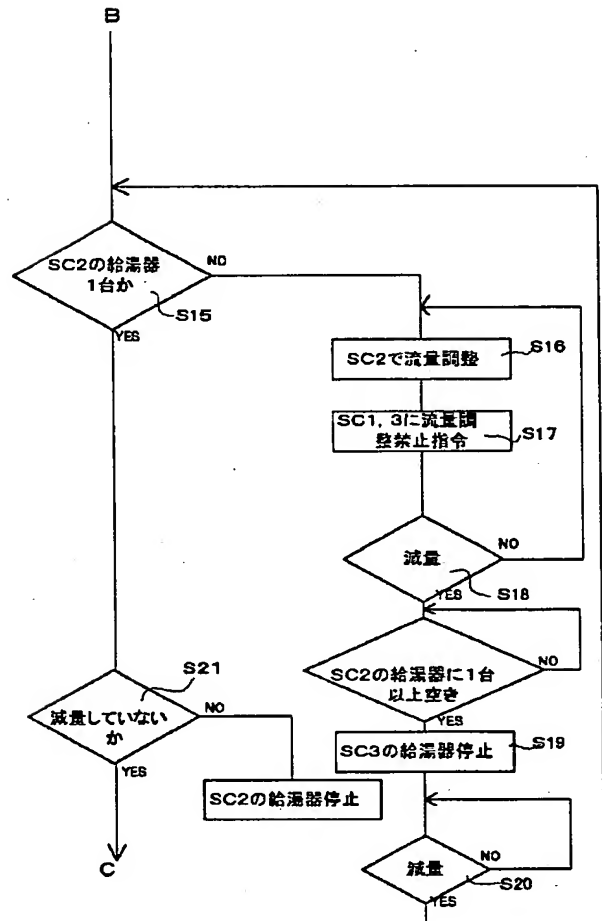 B
SC2の給湯器
1台か
NO
S15
YES
SC2で流量調整
S16
SC1, 3に流量調
整禁止指令
S17
減量
NO
S18
YES
SC2の給湯器に1台
以上空き
NO
YES
SC3の給湯器停止
S19
S21
減量していない
か
NO
YES
SC2の給湯器停止
C
減量
NO
S20
YES